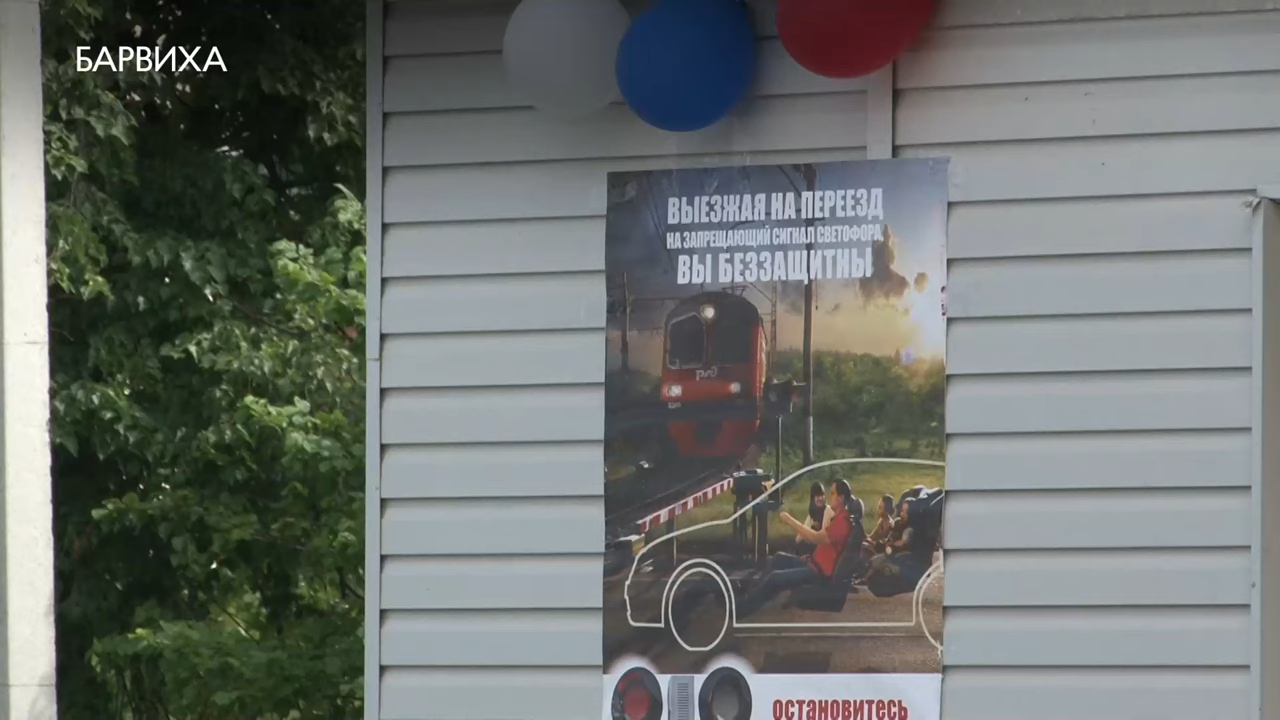 БАРВИХА
ВЫЕЗЖАЯ НА ПЕРЕЕЗД
НА ЗАПРЕЩАЮЩИЙ СИГНАЛ СВЕТОФОРА,
ВЫ БЕЗЗАЩИТНЫ
РЖД
остановитесь